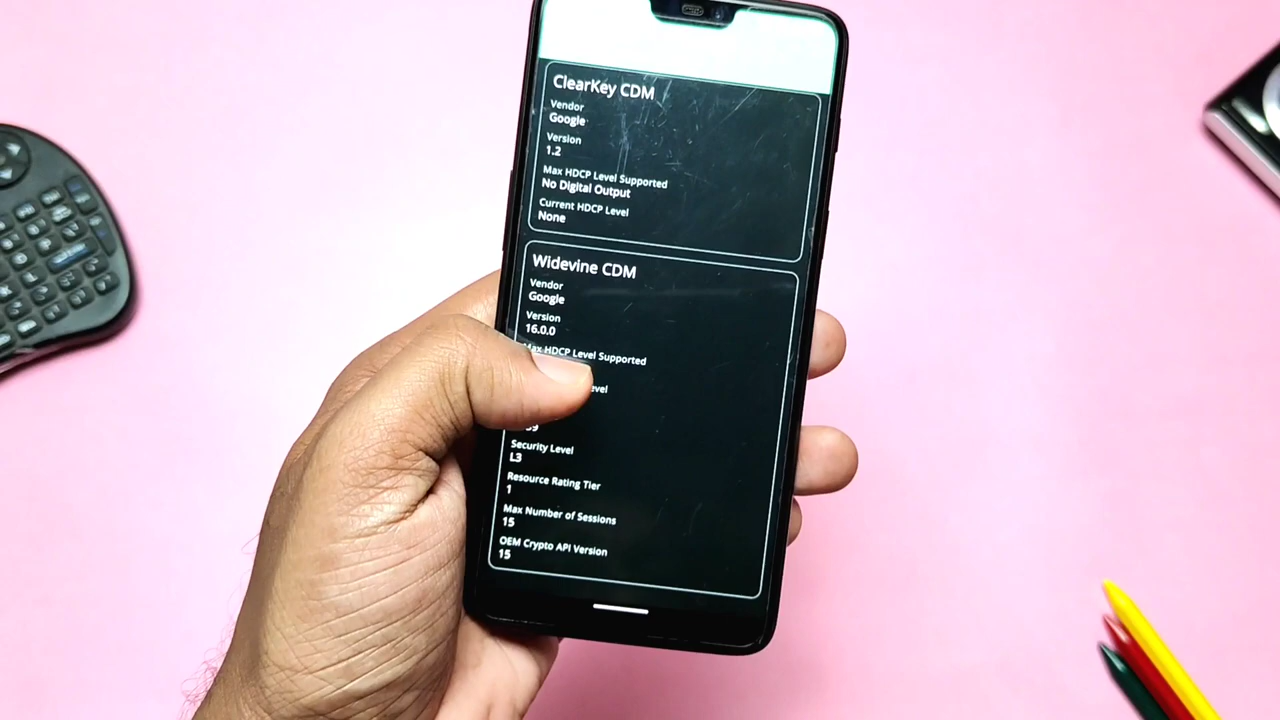 ClearKey CDM
Vendor
Google
Version
1.2
Max HDCP Level Supported
No Digital Output
Current HDCP Level
None
Widevine CDM
Vendor
Google
Version
16.0.0
Max HDCP Level Supported
Security Level
L3
Resource Rating Tier
1
Max Number of Sessions
15
OEM Crypto API Version
15